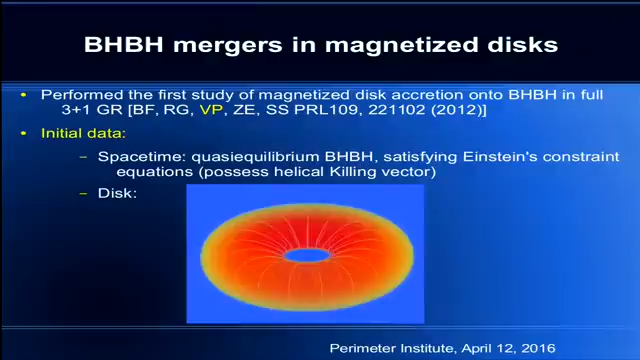 BHBH mergers in magnetized disks
• Performed the first study of magnetized disk accretion onto BHBH in full
3+1 GR [BF, RG, VP, ZE, SS PRL109, 221102 (2012)]
• Initial data:
– Spacetime: quasiequilibrium BHBH, satisfying Einstein's constraint
equations (possess helical Killing vector)
– Disk:
Perimeter Institute, April 12, 2016